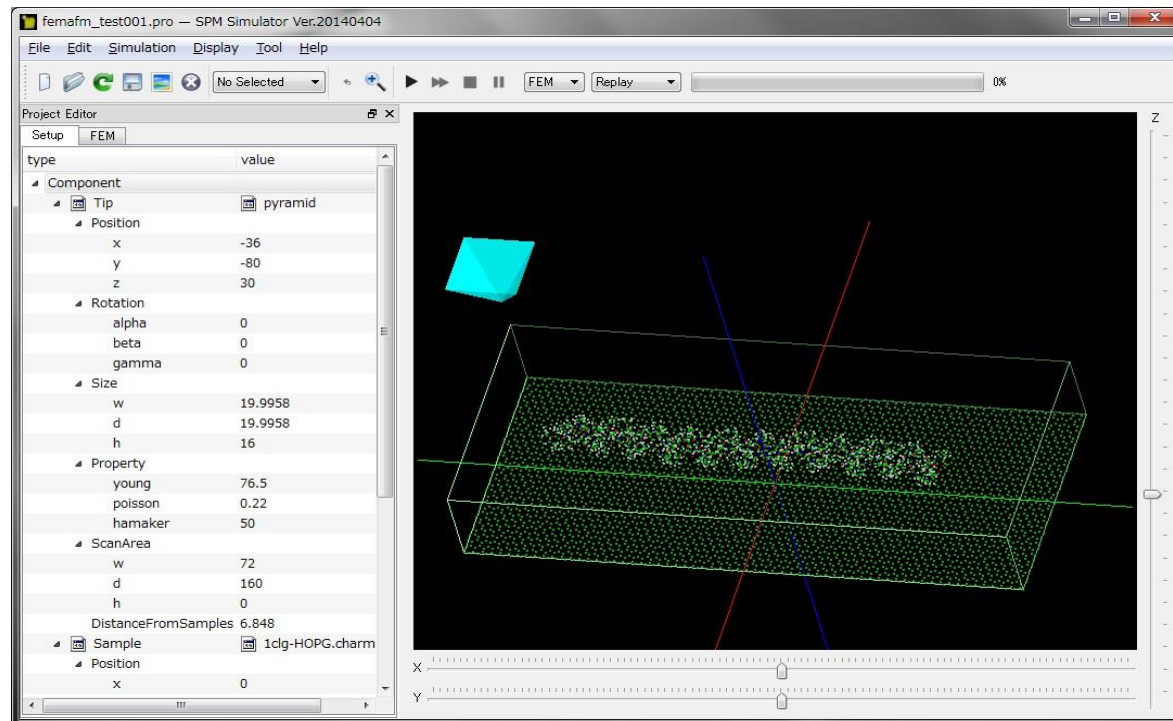 femafm_test001.pro — SPM Simulator Ver.20140404
File Edit Simulation Display Tool Help
No Selected FEM Replay 0%
Project Editor
Setup FEM
type value
Component
Tip pyramid
Position
x -36
y -80
z 30
Rotation
alpha 0
beta 0
gamma 0
Size
w 19.9958
d 19.9958
h 16
Property
young 76.5
poisson 0.22
hamaker 50
ScanArea
w 72
d 160
h 0
DistanceFromSamples 6.848
Sample 1clg-HOPG.charm
Position
x 0
Z
X
Y